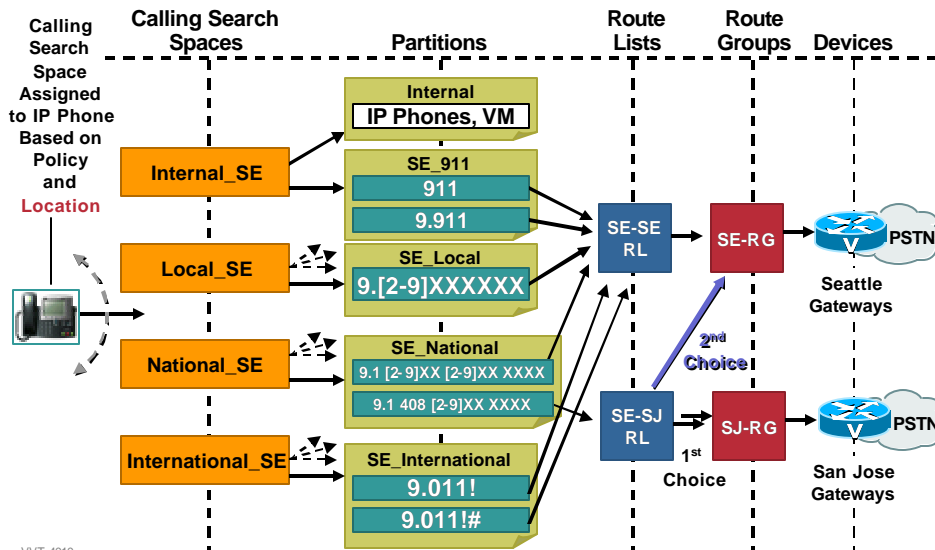 Calling
Search
Space
Assigned
to IP Phone
Based on
Policy
and
Location
Calling Search
Spaces
Partitions
Route
Lists
Route
Groups
Devices
Internal
IP Phones, VM
Internal_SE
SE_911
911
9.911
Local_SE
SE_Local
9.[2-9]XXXXXX
National_SE
SE_National
9.1 [2-9]XX [2-9]XX XXXX
9.1 408 [2-9]XX XXXX
International_SE
SE_International
9.011!
9.011!#
SE-SE
RL
SE-RG
V
PSTN
Seattle
Gateways
2nd
Choice
SE-SJ
RL
1st
Choice
SJ-RG
V
PSTN
San Jose
Gateways